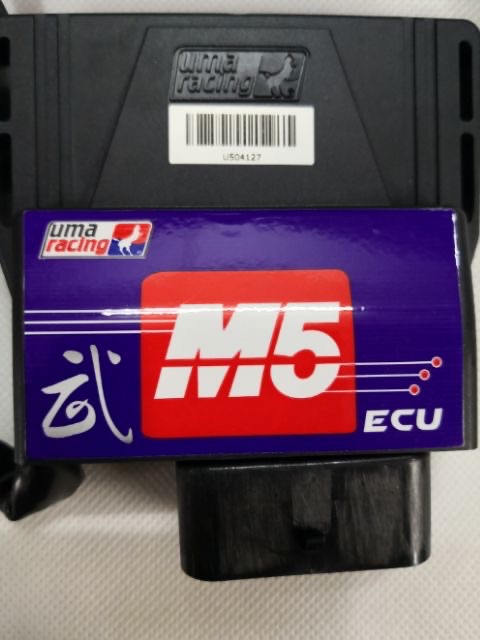 uma
racing
U504127
uma
racing
M5
武
ECU